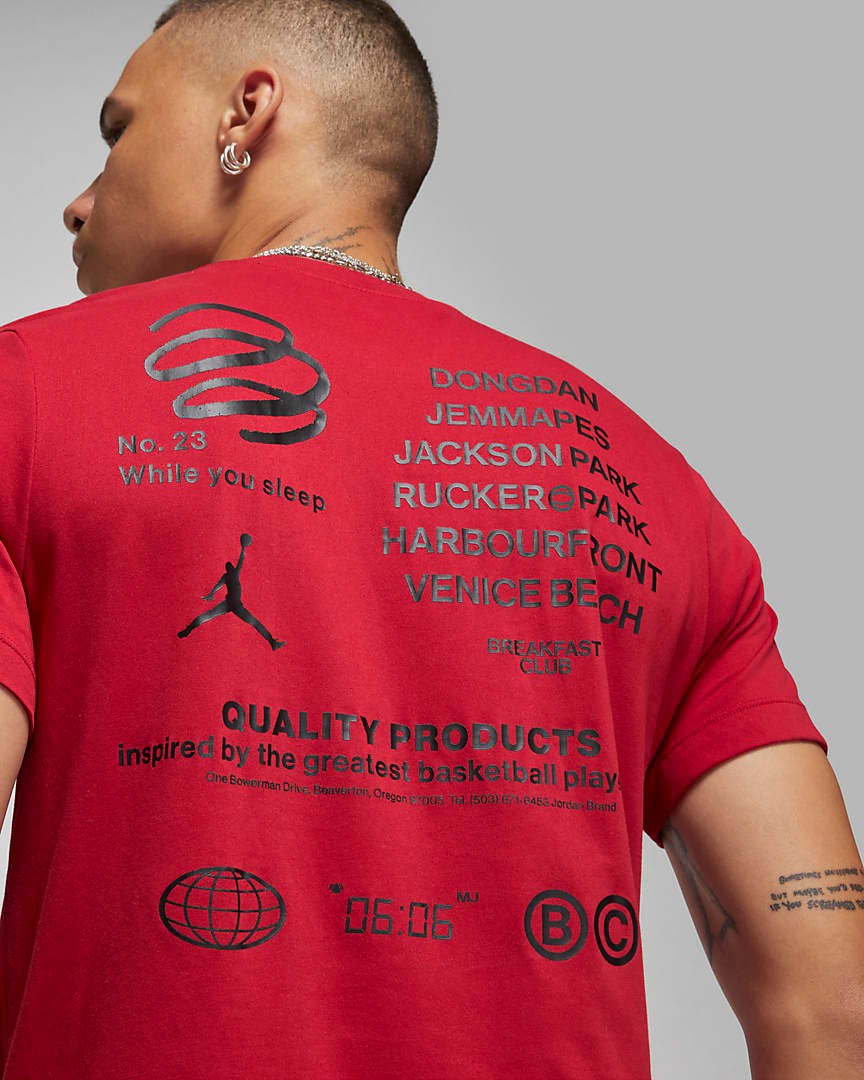 No. 23
While you sleep
DONGDAN
JEMMAPES
JACKSON PARK
RUCKER PARK
HARBOURFRONT
VENICE BEACH
BREAKFAST
CLUB
QUALITY PRODUCTS
inspired by the greatest basketball play
One Bowerman Drive, Beaverton, Oregon 97005 Tel. (503) 671-6453 Jordan Brand
06:06 MJ
B C